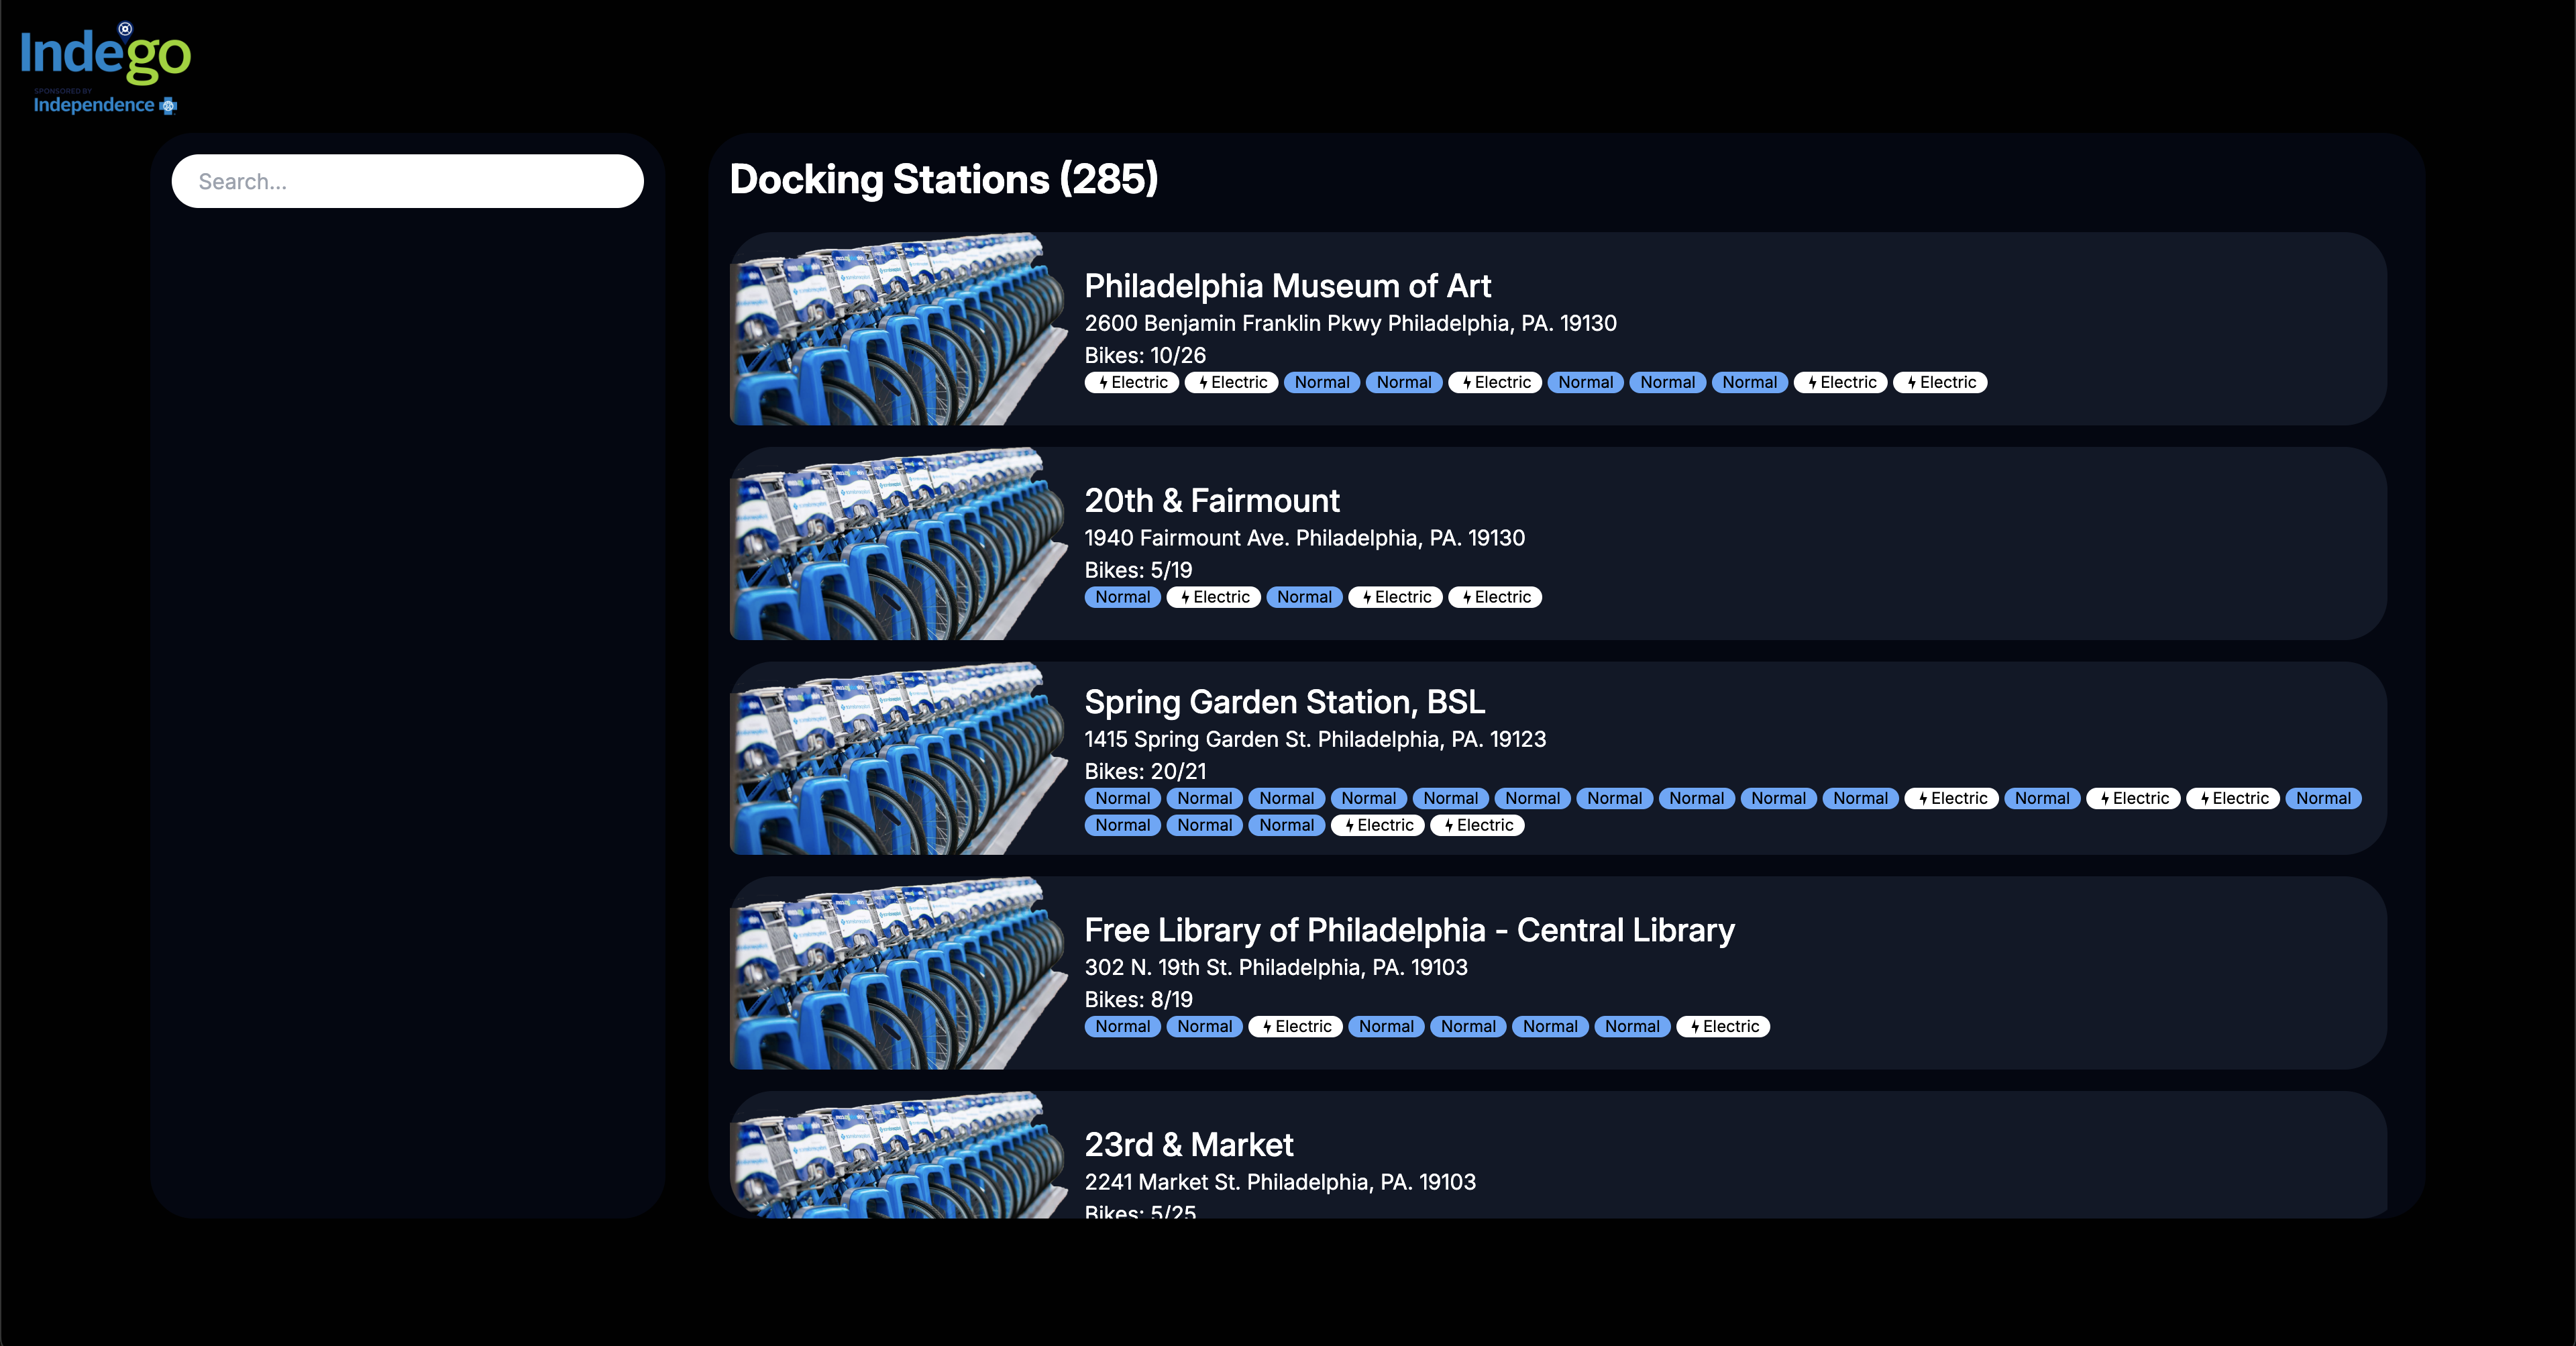 Indego
SPONSORED BY
Independence
Search...
Docking Stations (285)
Philadelphia Museum of Art
2600 Benjamin Franklin Pkwy Philadelphia, PA. 19130
Bikes: 10/26
Electric Electric Normal Normal Electric Normal Normal Normal Electric Electric
20th & Fairmount
1940 Fairmount Ave. Philadelphia, PA. 19130
Bikes: 5/19
Normal Electric Normal Electric Electric
Spring Garden Station, BSL
1415 Spring Garden St. Philadelphia, PA. 19123
Bikes: 20/21
Normal Normal Normal Normal Normal Normal Normal Normal Normal Normal Electric Normal Electric Electric Normal
Normal Normal Normal Electric Electric
Free Library of Philadelphia - Central Library
302 N. 19th St. Philadelphia, PA. 19103
Bikes: 8/19
Normal Normal Electric Normal Normal Normal Normal Electric
23rd & Market
2241 Market St. Philadelphia, PA. 19103
Bikes: 5/25